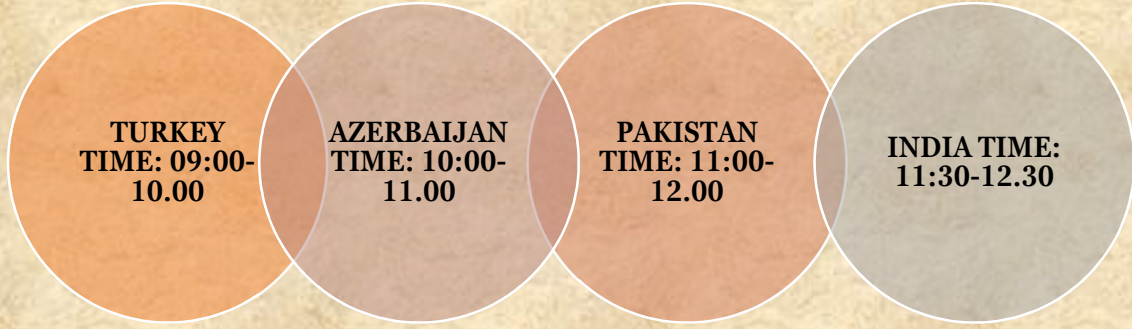 TURKEY
TIME: 09:00-
10.00
AZERBAIJAN
TIME: 10:00-
11.00
PAKISTAN
TIME: 11:00-
12.00
INDIA TIME:
11:30-12.30